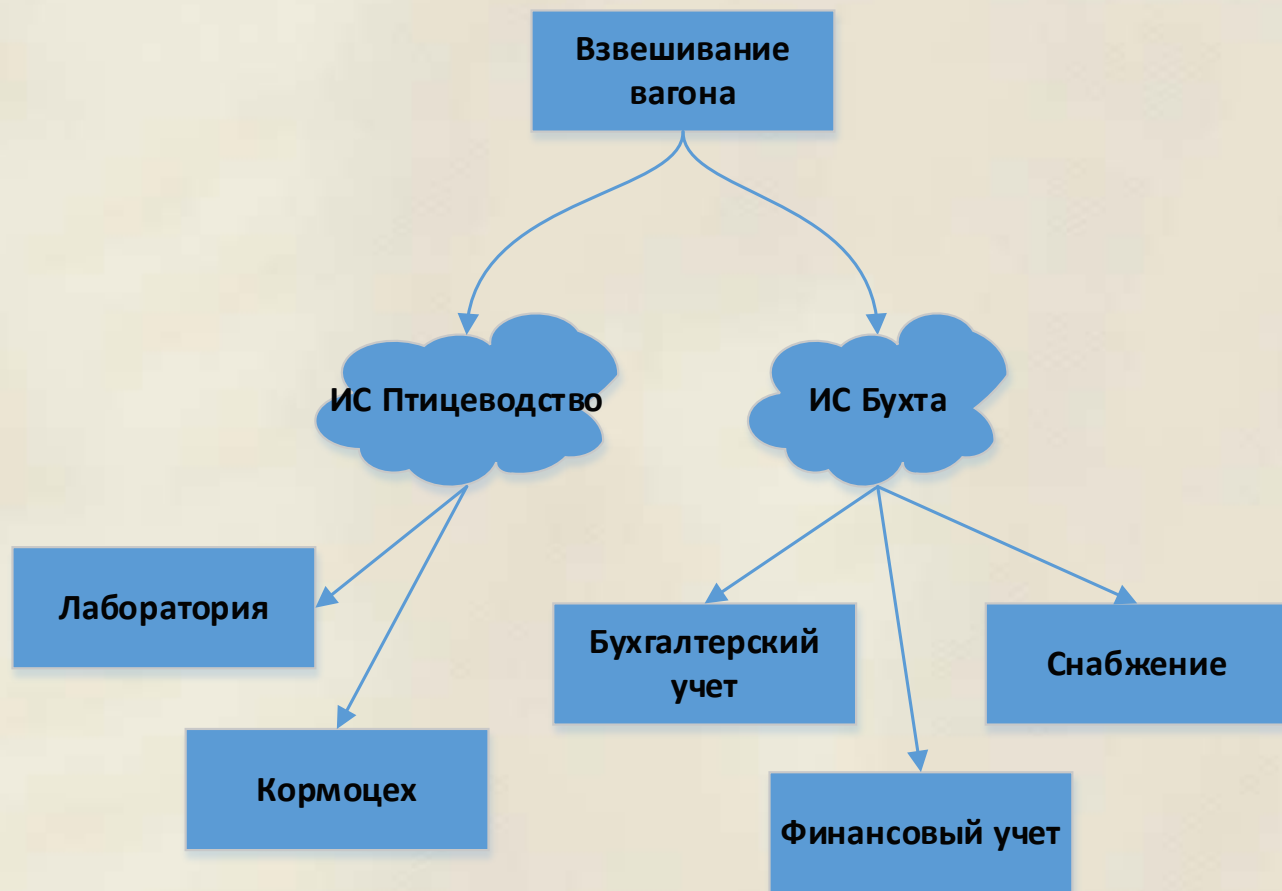 Взвешивание
вагона
ИС Птицеводство
ИС Бухта
Лаборатория
Бухгалтерский
учет
Снабжение
Кормоцех
Финансовый учет